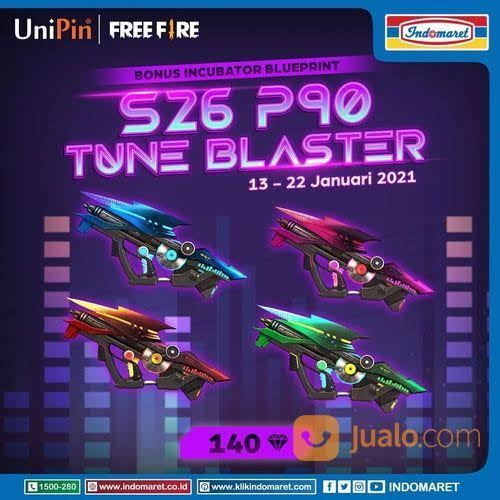 UniPin | FREE FIRE
Indomaret
BONUS INCUBATOR BLUEPRINT
S26 P90
TUNE BLASTER
13 - 22 Januari 2021
140
jualo.com
1500-280 | www.indomaret.co.id | www.klikindomaret.com | INDOMARET